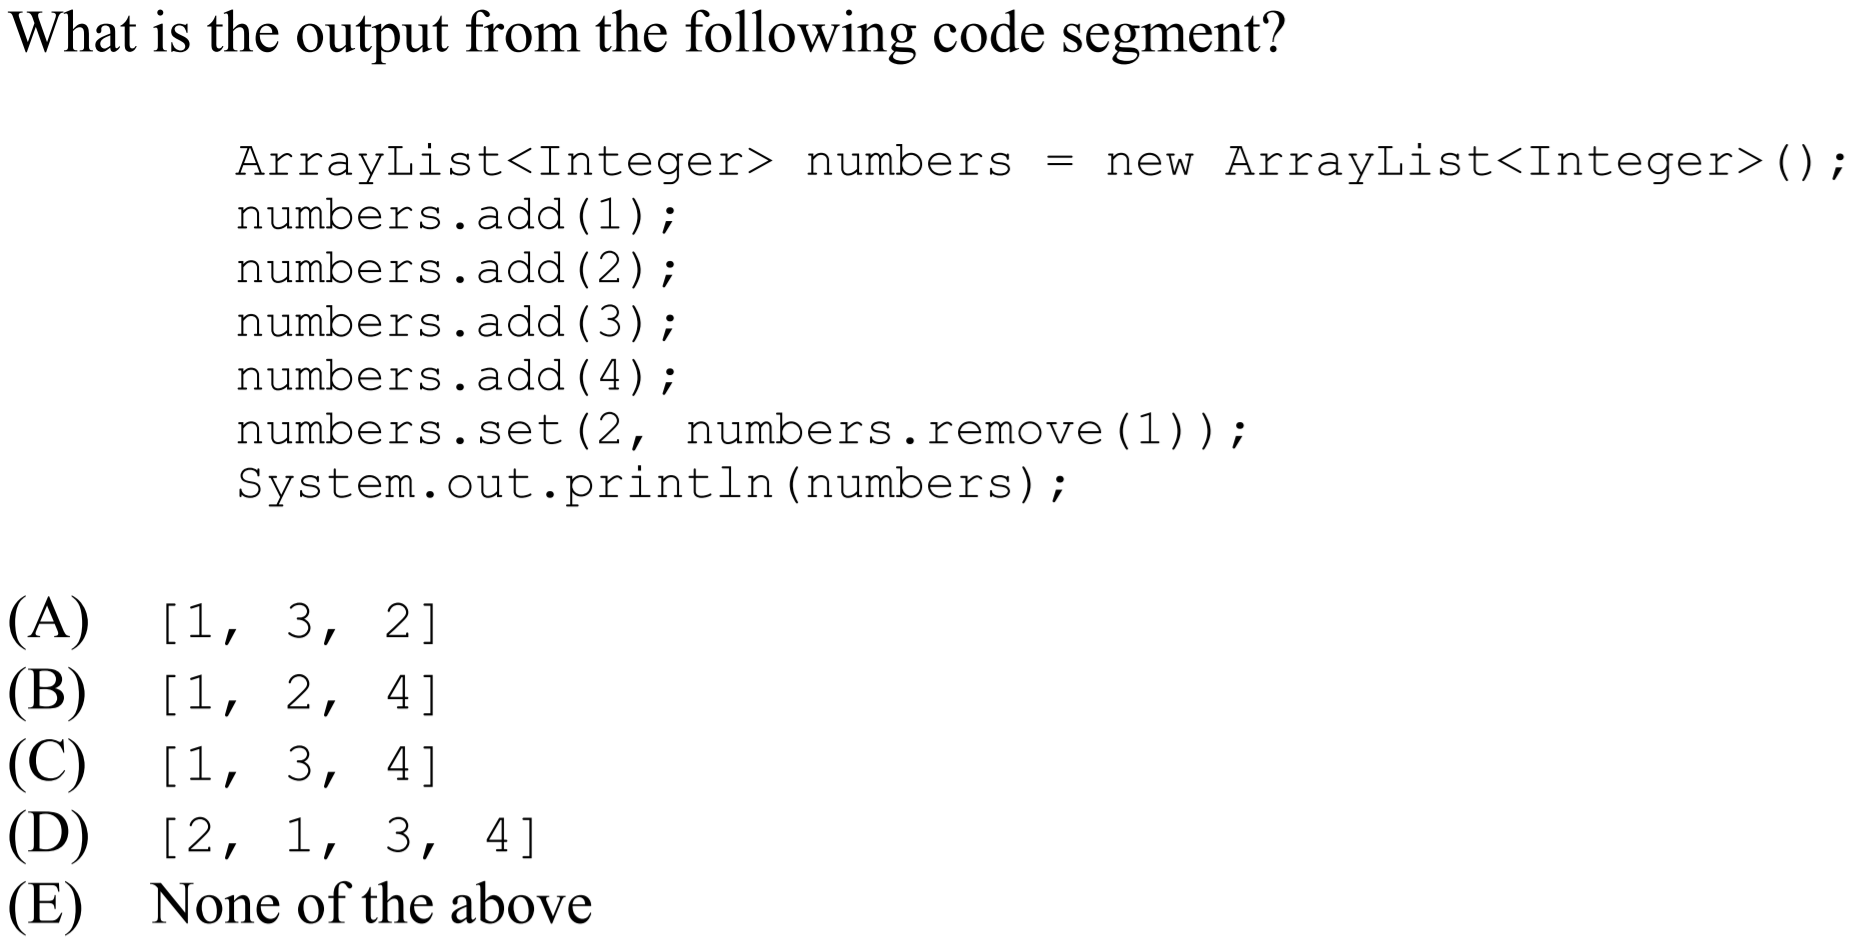 What is the output from the following code segment?
ArrayList<Integer> numbers = new ArrayList<Integer>();
numbers.add(1);
numbers.add(2);
numbers.add(3);
numbers.add(4);
numbers.set(2, numbers.remove(1));
System.out.println(numbers);
(A) [1, 3, 2]
(B) [1, 2, 4]
(C) [1, 3, 4]
(D) [2, 1, 3, 4]
(E) None of the above